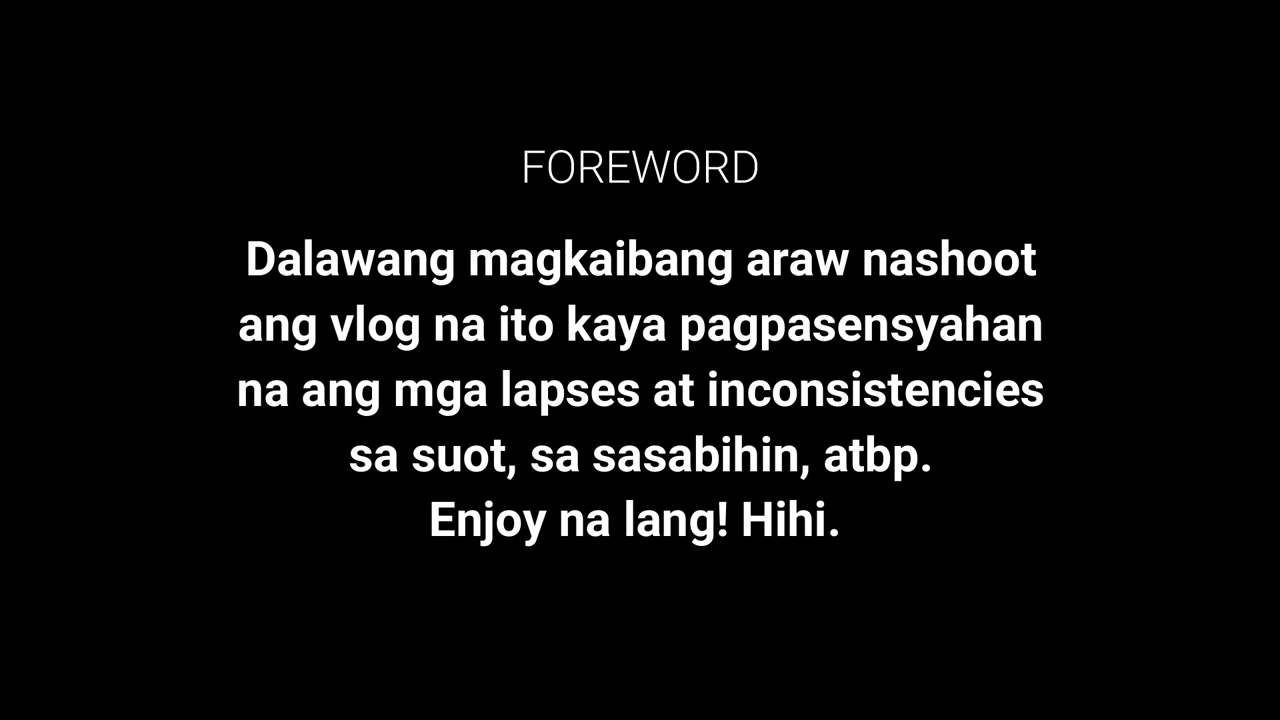 FOREWORD
Dalawang magkaibang araw nashoot
ang vlog na ito kaya pagpasensyahan
na ang mga lapses at inconsistencies
sa suot, sa sasabihin, atbp.
Enjoy na lang! Hihi.